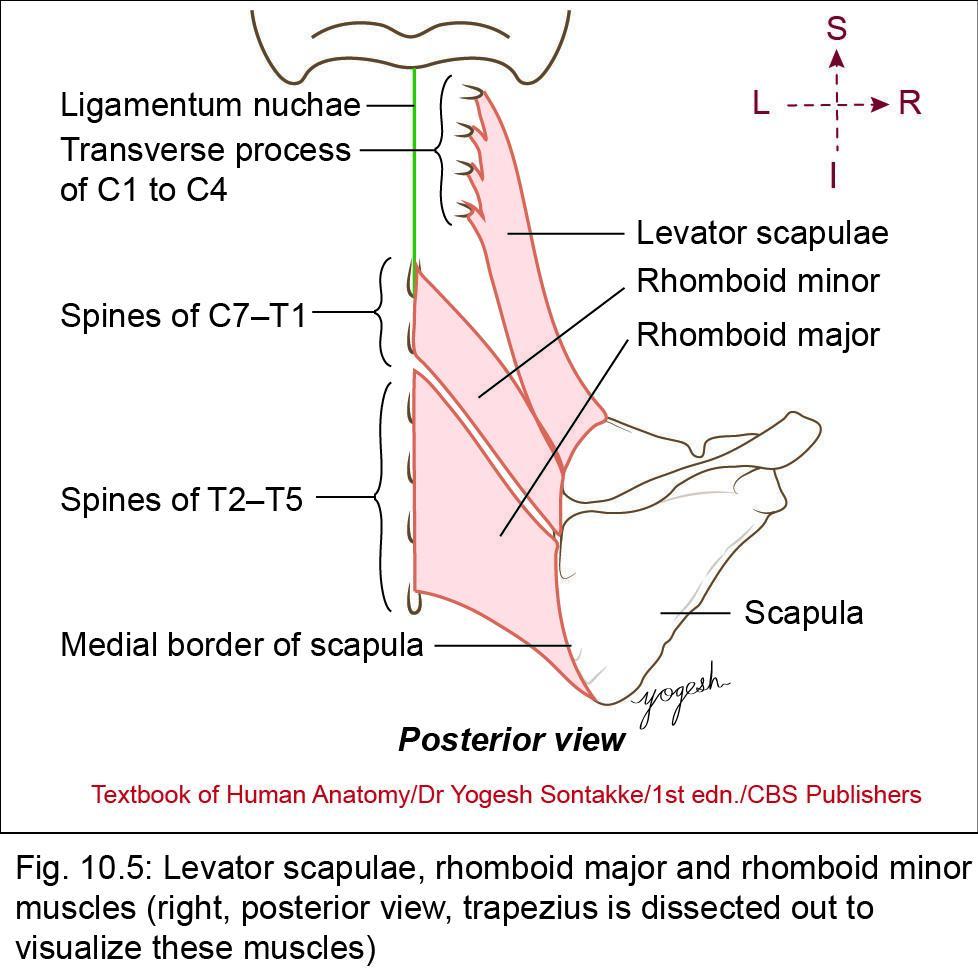 S
L
R
I
Ligamentum nuchae
Transverse process
of C1 to C4
Levator scapulae
Rhomboid minor
Spines of C7–T1
Rhomboid major
Spines of T2–T5
Scapula
Medial border of scapula
yogesh
Posterior view
Textbook of Human Anatomy/Dr Yogesh Sontakke/1st edn./CBS Publishers
Fig. 10.5: Levator scapulae, rhomboid major and rhomboid minor
muscles (right, posterior view, trapezius is dissected out to
visualize these muscles)